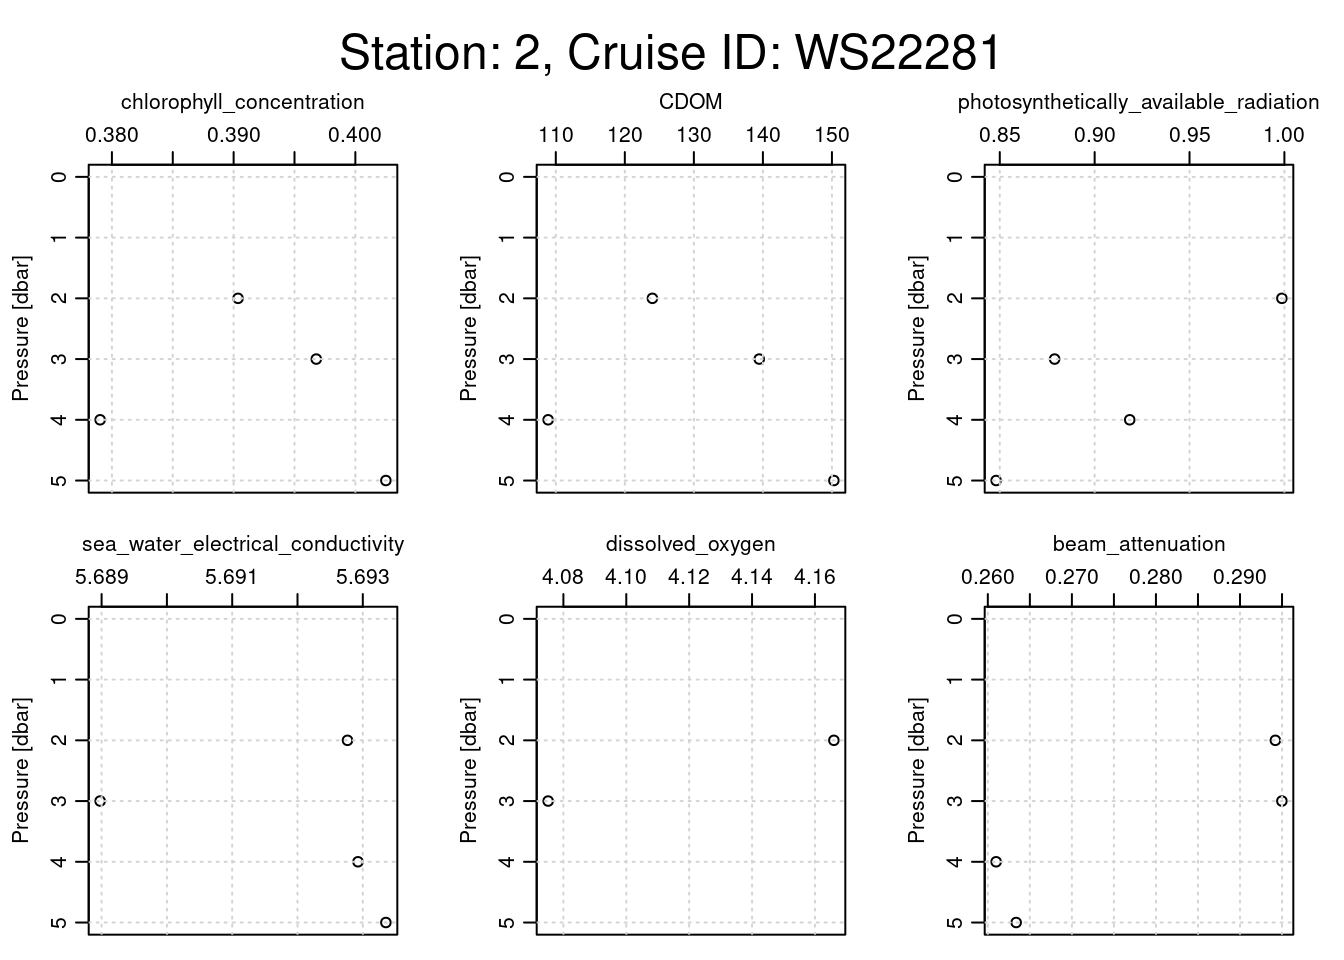 Station: 2, Cruise ID: WS22281
chlorophyll_concentration
0.380 0.390 0.400
Pressure [dbar]
0
1
2
3
4
5
CDOM
110 120 130 140 150
Pressure [dbar]
0
1
2
3
4
5
photosynthetically_available_radiation
0.85 0.90 0.95 1.00
Pressure [dbar]
0
1
2
3
4
5
sea_water_electrical_conductivity
5.689 5.691 5.693
Pressure [dbar]
0
1
2
3
4
5
dissolved_oxygen
4.08 4.10 4.12 4.14 4.16
Pressure [dbar]
0
1
2
3
4
5
beam_attenuation
0.260 0.270 0.280 0.290
Pressure [dbar]
0
1
2
3
4
5